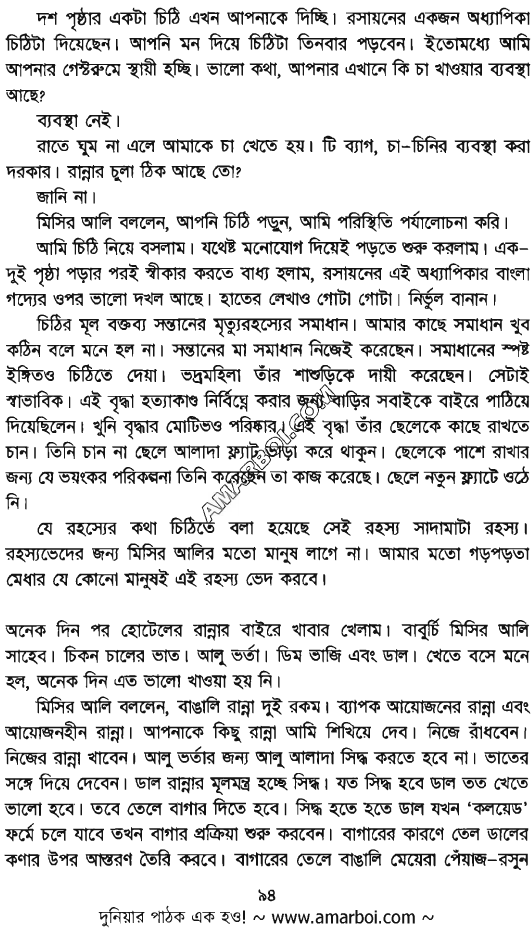 দশ পৃষ্ঠার একটা চিঠি এখন আপনাকে দিচ্ছি। রসায়নের একজন অধ্যাপিকা
চিঠিটা দিয়েছেন। আপনি মন দিয়ে চিঠিটা তিনবার পড়বেন। ইতোমধ্যে আমি
আপনার গেস্টরুমে স্থায়ী হচ্ছি। ভালো কথা, আপনার এখানে কি চা খাওয়ার ব্যবস্থা
আছে?
ব্যবস্থা নেই।
রাতে ঘুম না এলে আমাকে চা খেতে হয়। টি ব্যাগ, চা–চিনির ব্যবস্থা করা
দরকার। রান্নার চুলা ঠিক আছে তো?
জানি না।
মিসির আলি বললেন, আপনি চিঠি পড়ুন, আমি পরিস্থিতি পর্যালোচনা করি।
আমি চিঠি নিয়ে বসলাম। যথেষ্ট মনোযোগ দিয়েই পড়তে শুরু করলাম। এক–
দুই পৃষ্ঠা পড়ার পরই স্বীকার করতে বাধ্য হলাম, রসায়নের এই অধ্যাপিকার বাংলা
গদ্যের ওপর ভালো দখল আছে। হাতের লেখাও গোটা গোটা। নির্ভুল বানান।
চিঠির মূল বক্তব্য সন্তানের মৃত্যুরহস্যের সমাধান। আমার কাছে সমাধান খুব
কঠিন বলে মনে হল না। সন্তানের মা সমাধান নিজেই করেছেন। সমাধানের স্পষ্ট
ইঙ্গিতও চিঠিতে দেয়া। ভদ্রমহিলা তাঁর শাশুড়িকে দায়ী করেছেন। সেটাই
স্বাভাবিক। এই বৃদ্ধা হত্যাকাণ্ড নির্বিঘ্নে করার জন্য বাড়ির সবাইকে বাইরে পাঠিয়ে
দিয়েছিলেন। খুনি বৃদ্ধার মোটিভও পরিষ্কার। এই বৃদ্ধা তাঁর ছেলেকে কাছে রাখতে
চান। তিনি চান না ছেলে আলাদা ফ্ল্যাট ভাড়া করে থাকুন। ছেলেকে পাশে রাখার
জন্য যে ভয়ংকর পরিকল্পনা তিনি করেছেন তা কাজ করেছে। ছেলে নতুন ফ্ল্যাটে ওঠে
নি।
যে রহস্যের কথা চিঠিতে বলা হয়েছে সেই রহস্য সাদামাটা রহস্য।
রহস্যভেদের জন্য মিসির আলির মতো মানুষ লাগে না। আমার মতো গড়পড়তা
মেধার যে কোনো মানুষই এই রহস্য ভেদ করবে।
অনেক দিন পর হোটেলের রান্নার বাইরে খাবার খেলাম। বাবুর্চি মিসির আলি
সাহেব। চিকন চালের ভাত। আলু ভর্তা। ডিম ভাজি এবং ডাল। খেতে বসে মনে
হল, অনেক দিন এত ভালো খাওয়া হয় নি।
মিসির আলি বললেন, বাঙালি রান্না দুই রকম। ব্যাপক আয়োজনের রান্না এবং
আয়োজনহীন রান্না। আপনাকে কিছু রান্না আমি শিখিয়ে দেব। নিজে রাঁধবেন।
নিজের রান্না খাবেন। আলু ভর্তার জন্য আলু আলাদা সিদ্ধ করতে হবে না। ভাতের
সঙ্গে দিয়ে দেবেন। ডাল রান্নার মূলমন্ত্র হচ্ছে সিদ্ধ। যত সিদ্ধ হবে ডাল তত খেতে
ভালো হবে। তবে তেলে বাগার দিতে হবে। সিদ্ধ হতে হতে ডাল যখন ‘কলয়েড’
ফর্মে চলে যাবে তখন বাগার প্রক্রিয়া শুরু করবেন। বাগারের কারণে তেল ডালের
কণার উপর আস্তরণ তৈরি করবে। বাগারের তেলে বাঙালি মেয়েরা পেঁয়াজ–রসুন
৯৪
দুনিয়ার পাঠক এক হও! ~ www.amarboi.com ~
AMARBOI.COM